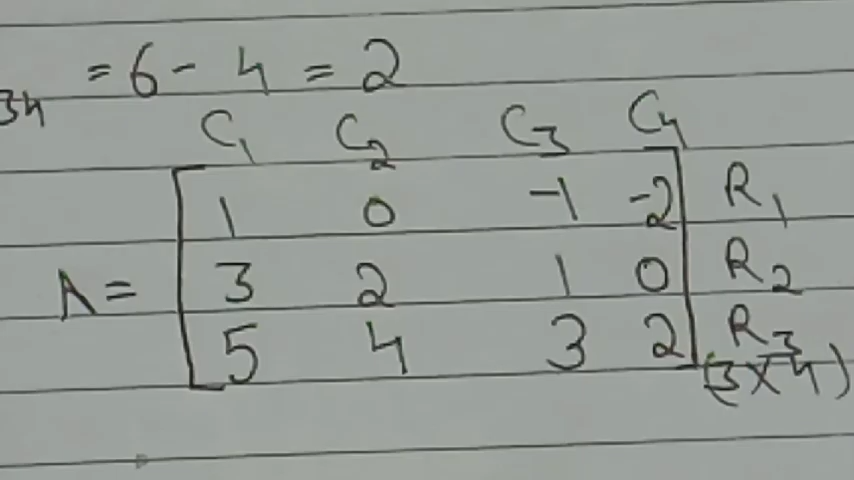 34 = 6 - 4 = 2
C1 C2 C3 C4
1 0 -1 -2 R1
A = 3 2 1 0 R2
5 4 3 2 R3
(3×4)